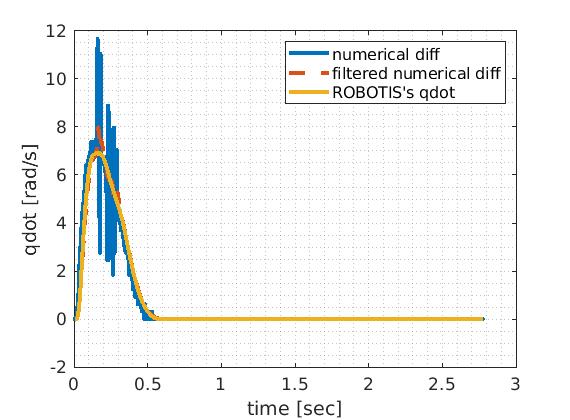 12
10
8
6
4
2
0
-2
qdot [rad/s]
numerical diff
filtered numerical diff
ROBOTIS's qdot
0 0.5 1 1.5 2 2.5 3
time [sec]